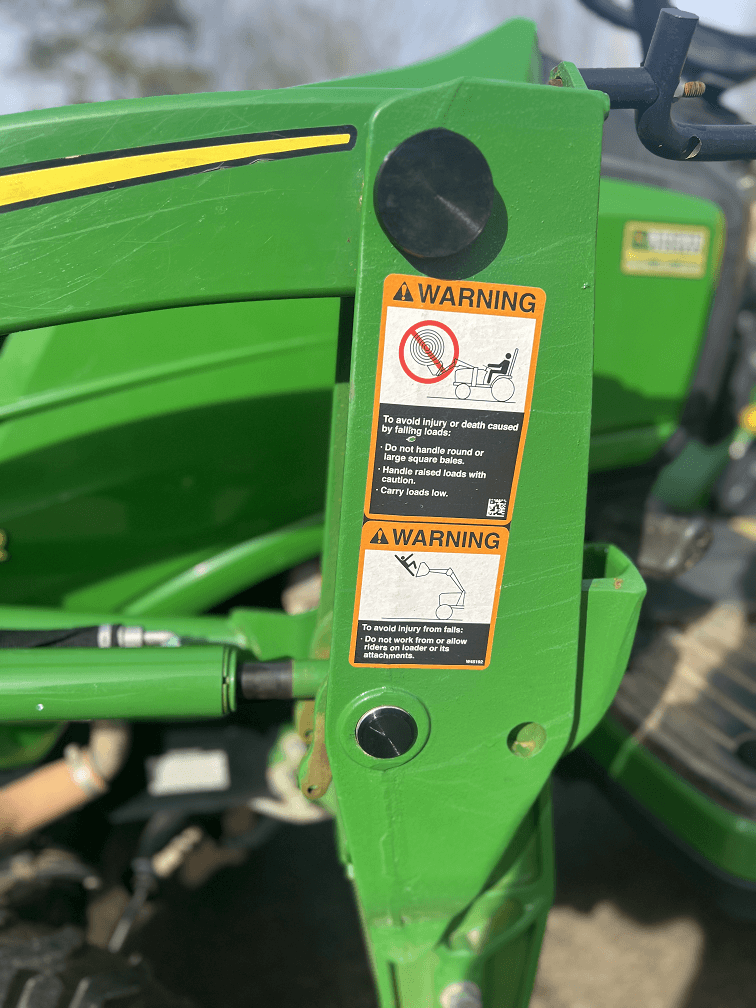 WARNING
To avoid injury or death caused
by falling loads:
· Do not handle round or
large square bales.
· Handle raised loads with
caution.
· Carry loads low.
WARNING
To avoid injury from falls:
· Do not work from or allow
riders on loader or its
attachments.